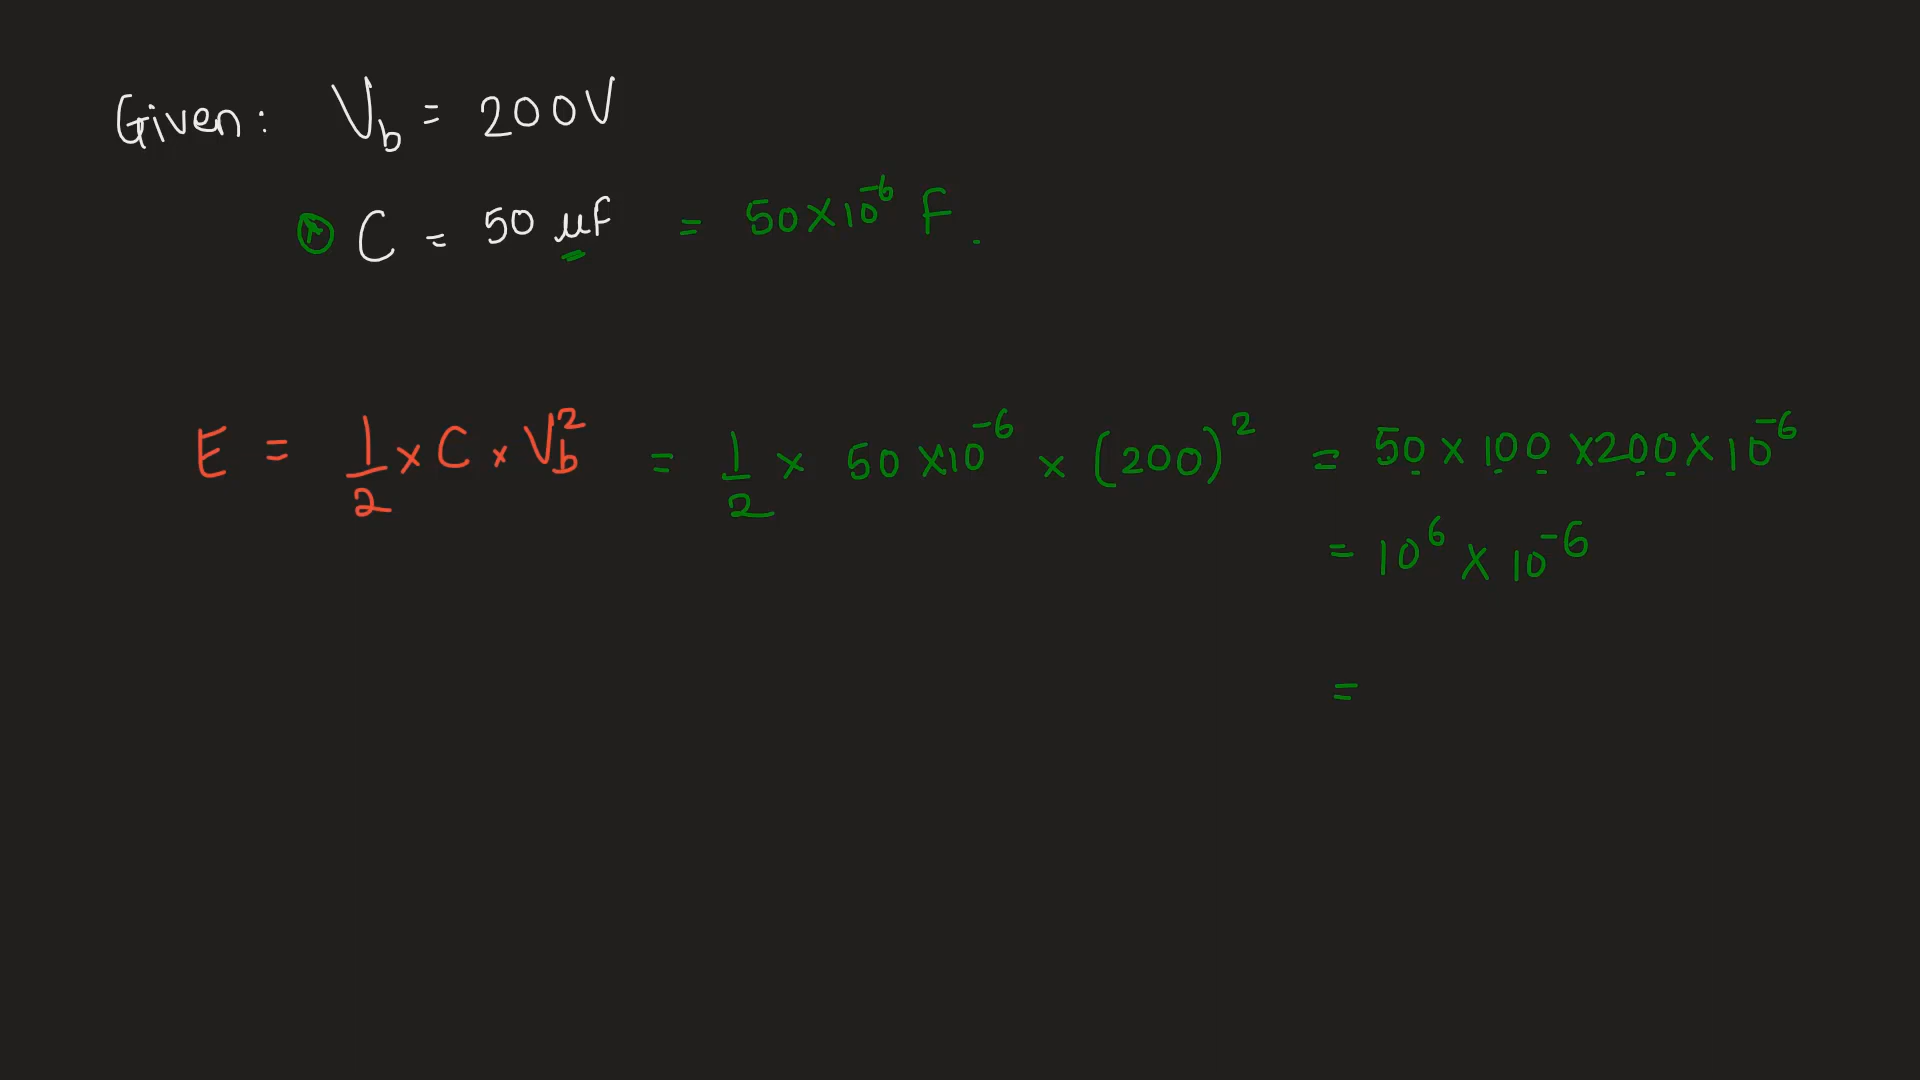 Given: V_b = 200V
C = 50 μF = 50×10^-6 F.
E = 1/2 × C × V_b^2 = 1/2 × 50×10^-6 × (200)^2 = 50×100×200×10^-6
= 10^6 × 10^-6
=